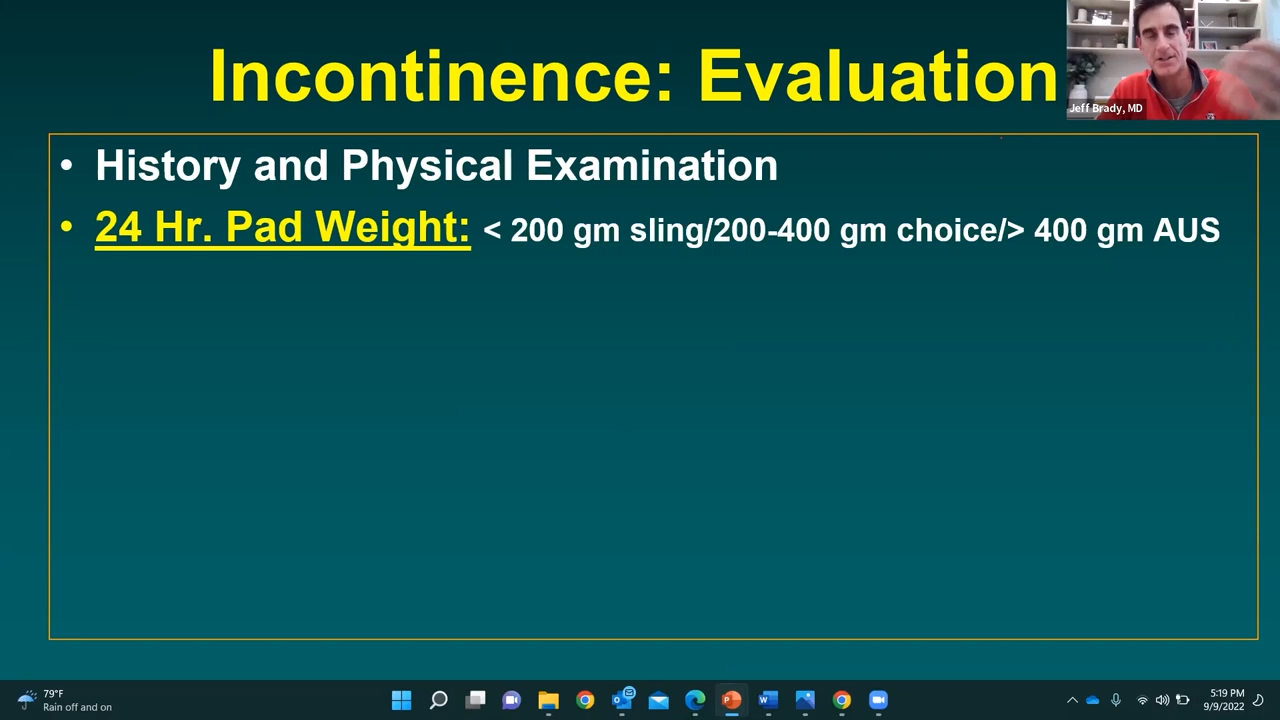 Incontinence: Evaluation
Jeff Brady, MD
• History and Physical Examination
• 24 Hr. Pad Weight: < 200 gm sling/200-400 gm choice/> 400 gm AUS
79°F
Rain off and on
5:19 PM
9/9/2022